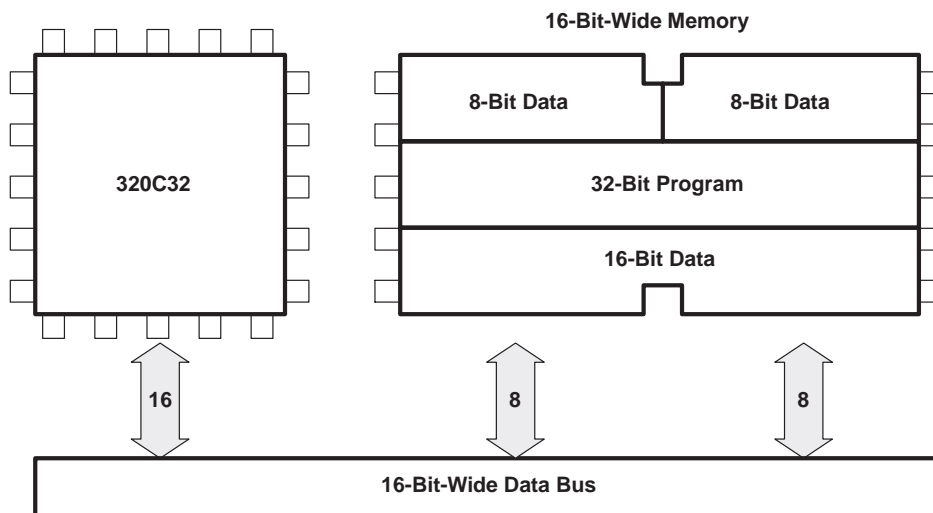 16-Bit-Wide Memory
8-Bit Data
8-Bit Data
320C32
32-Bit Program
16-Bit Data
16
8
8
16-Bit-Wide Data Bus